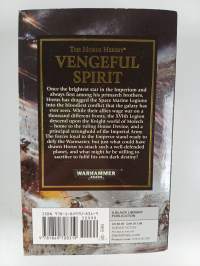 THE HORUS HERESY®
VENGEFUL
SPIRIT
Once the brightest star in the Imperium and
always first among his primarch brothers,
Horus has dragged the Space Marine Legions
into the bloodiest conflict that the galaxy has
ever seen. While their allies wage war on a
thousand different fronts, the XVIth Legion
descend upon the Knight world of Molech –
home to the ruling House Devine, and a
principal stronghold of the Imperial Army.
The forces loyal to the Emperor stand ready to
defy the Warmaster, but just what could have
drawn Horus to attack such a well-defended
planet, and what might he be willing to
sacrifice to fulfil his own dark destiny?
WARHAMMER
A BLACK LIBRARY
PUBLICATION